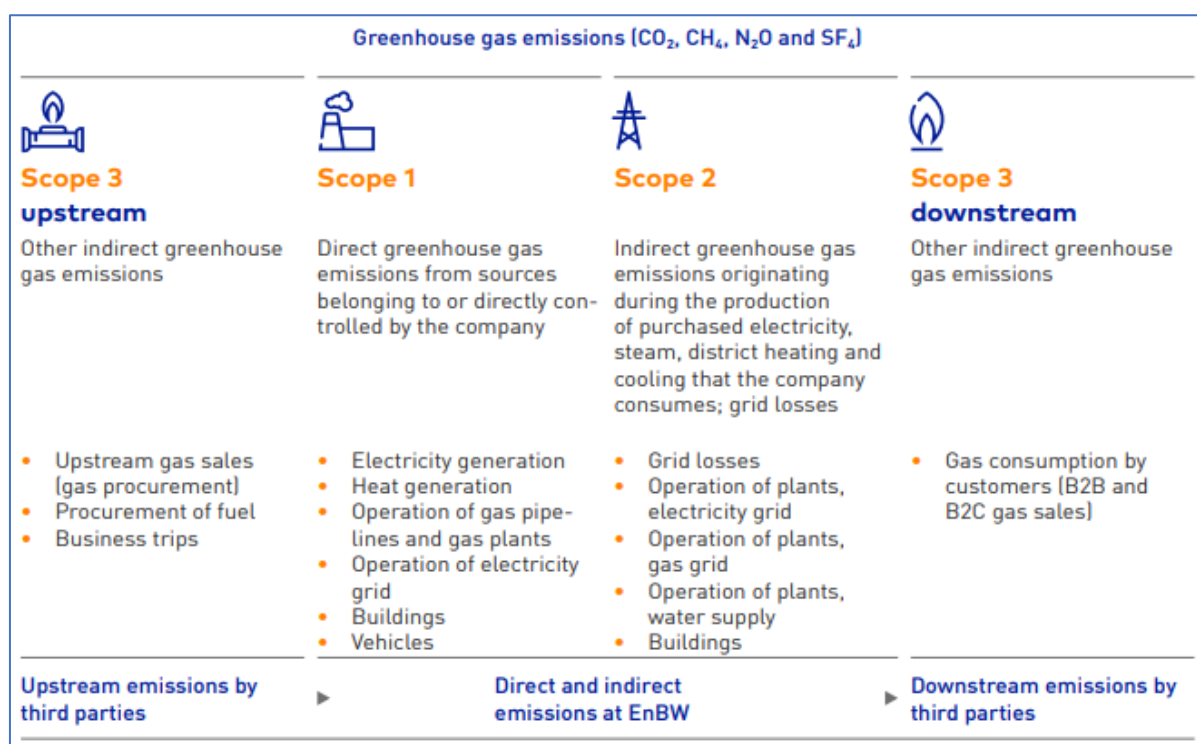 Greenhouse gas emissions (CO₂, CH₄, N₂O and SF₄)
Scope 3
upstream
Other indirect greenhouse
gas emissions
• Upstream gas sales
(gas procurement)
• Procurement of fuel
• Business trips
Upstream emissions by
third parties
Scope 1
Direct greenhouse gas
emissions from sources
belonging to or directly con-
trolled by the company
• Electricity generation
• Heat generation
• Operation of gas pipe-
lines and gas plants
• Operation of electricity
grid
• Buildings
• Vehicles
Scope 2
Indirect greenhouse gas
emissions originating
during the production
of purchased electricity,
steam, district heating and
cooling that the company
consumes; grid losses
• Grid losses
• Operation of plants,
electricity grid
• Operation of plants,
gas grid
• Operation of plants,
water supply
• Buildings
Direct and indirect
emissions at EnBW
Scope 3
downstream
Other indirect greenhouse
gas emissions
• Gas consumption by
customers (B2B and
B2C gas sales)
Downstream emissions by
third parties